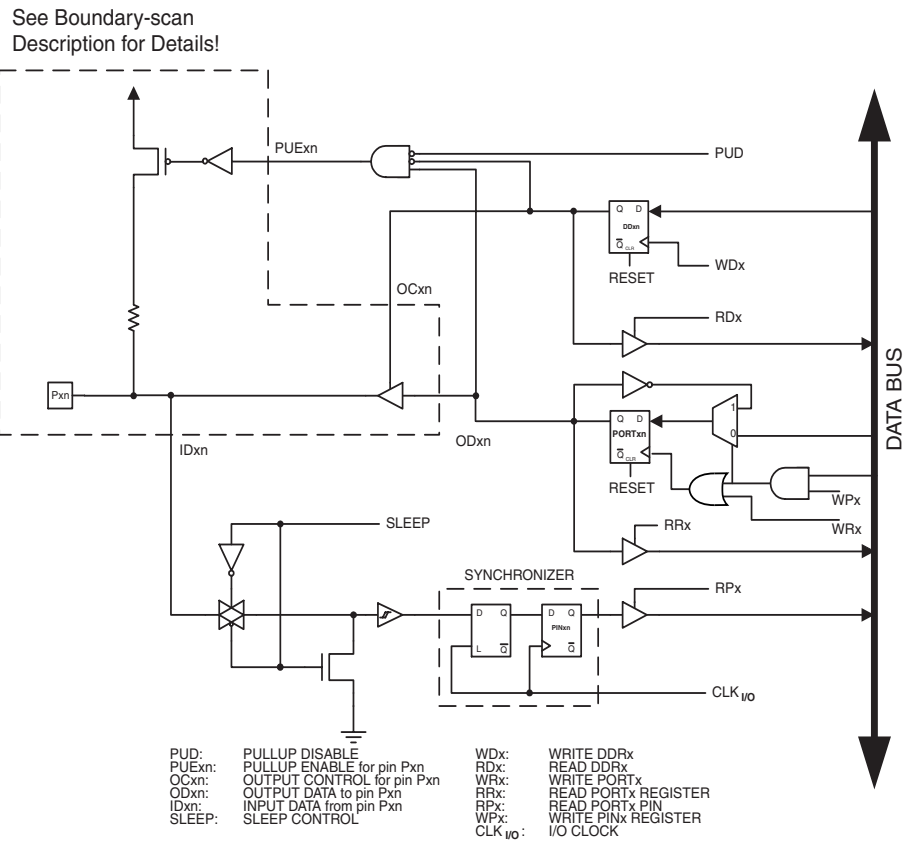 See Boundary-scan
Description for Details!
PUExn
PUD
Q D
DDxn
Q CLR
WDx
RESET
OCxn
RDx
DATA BUS
Pxn
1
Q D
PORTxn
ODxn
0
IDxn
Q CLR
RESET
WPx
WRx
SLEEP
RRx
SYNCHRONIZER
RPx
D Q
D Q
PINxn
L Q
Q
CLK I/O
PUD: PULLUP DISABLE
PUExn: PULLUP ENABLE for pin Pxn
OCxn: OUTPUT CONTROL for pin Pxn
ODxn: OUTPUT DATA to pin Pxn
IDxn: INPUT DATA from pin Pxn
SLEEP: SLEEP CONTROL
WDx: WRITE DDRx
RDx: READ DDRx
WRx: WRITE PORTx
RRx: READ PORTx REGISTER
RPx: READ PORTx PIN
WPx: WRITE PINx REGISTER
CLK I/O: I/O CLOCK